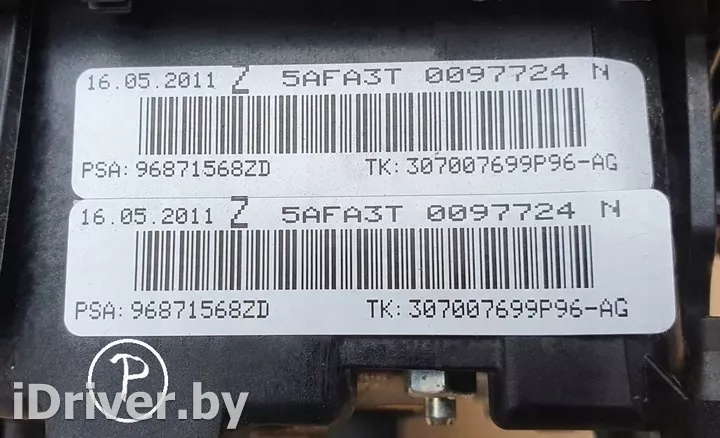 16.05.2011 Z 5AFA3T 0097724 N
PSA: 96871568ZD TK: 307007699P96-AG
16.05.2011 Z 5AFA3T 0097724 N
PSA: 96871568ZD TK: 307007699P96-AG
P
iDriver.by